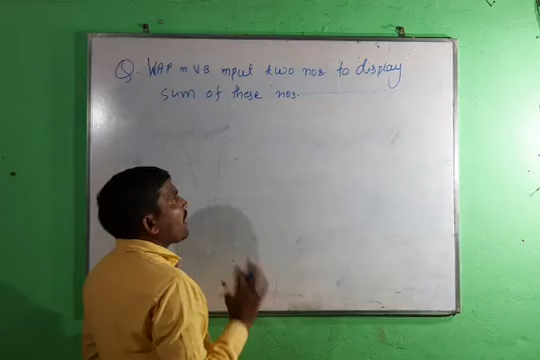 Q. WAP in VB input two nos to display
sum of these nos.